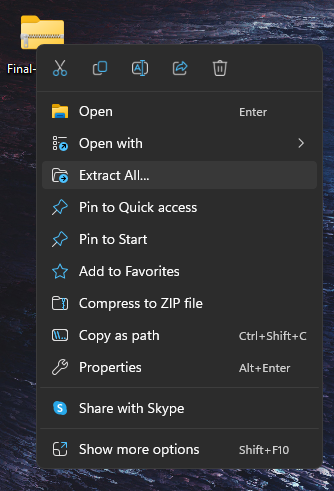 Final-
Open Enter
Open with
Extract All...
Pin to Quick access
Pin to Start
Add to Favorites
Compress to ZIP file
Copy as path Ctrl+Shift+C
Properties Alt+Enter
Share with Skype
Show more options Shift+F10